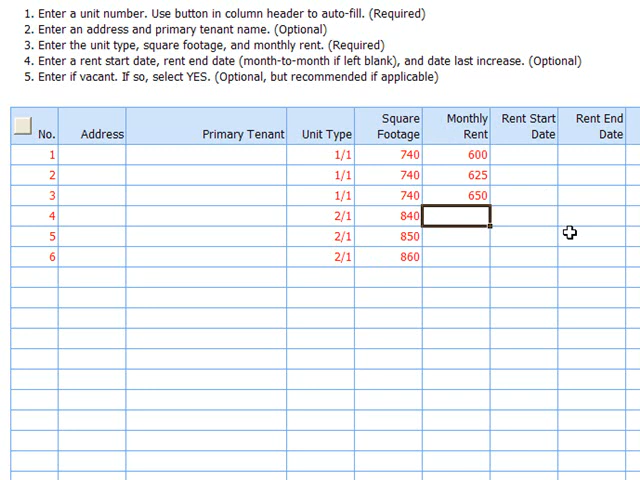 1. Enter a unit number. Use button in column header to auto-fill. (Required)
2. Enter an address and primary tenant name. (Optional)
3. Enter the unit type, square footage, and monthly rent. (Required)
4. Enter a rent start date, rent end date (month-to-month if left blank), and date last increase. (Optional)
5. Enter if vacant. If so, select YES. (Optional, but recommended if applicable)
No. Address Primary Tenant Unit Type Square Footage Monthly Rent Rent Start Date Rent End Date
1 1/1 740 600
2 1/1 740 625
3 1/1 740 650
4 2/1 840
5 2/1 850
6 2/1 860